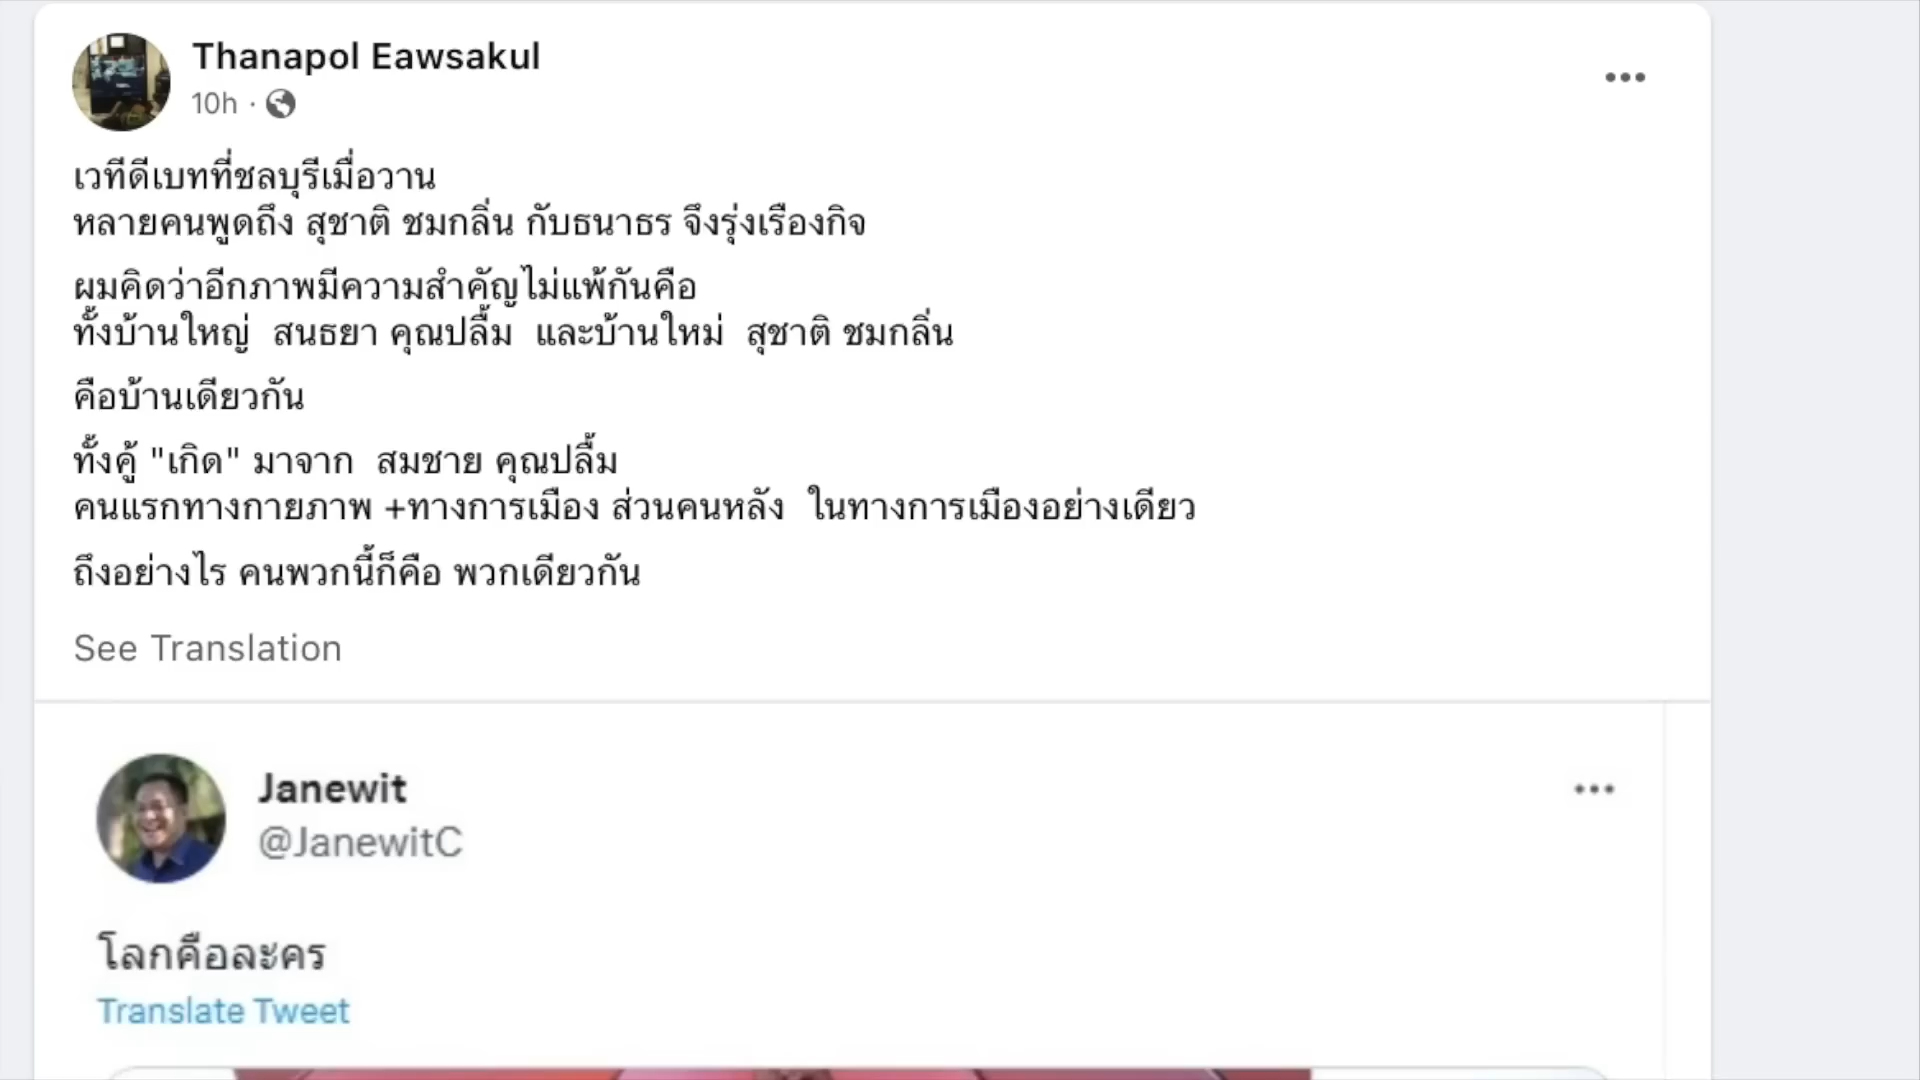 Thanapol Eawsakul
10h ·
เวทีดีเบทที่ชลบุรีเมื่อวาน
หลายคนพูดถึง สุชาติ ชมกลิ่น กับธนาธร จึงรุ่งเรืองกิจ
ผมคิดว่าอีกภาพมีความสำคัญไม่แพ้กันคือ
ทั้งบ้านใหญ่ สนธยา คุณปลื้ม และบ้านใหม่ สุชาติ ชมกลิ่น
คือบ้านเดียวกัน
ทั้งคู้ "เกิด" มาจาก สมชาย คุณปลื้ม
คนแรกทางกายภาพ +ทางการเมือง ส่วนคนหลัง ในทางการเมืองอย่างเดียว
ถึงอย่างไร คนพวกนี้ก็คือ พวกเดียวกัน
See Translation
Janewit
@JanewitC
โลกคือละคร
Translate Tweet